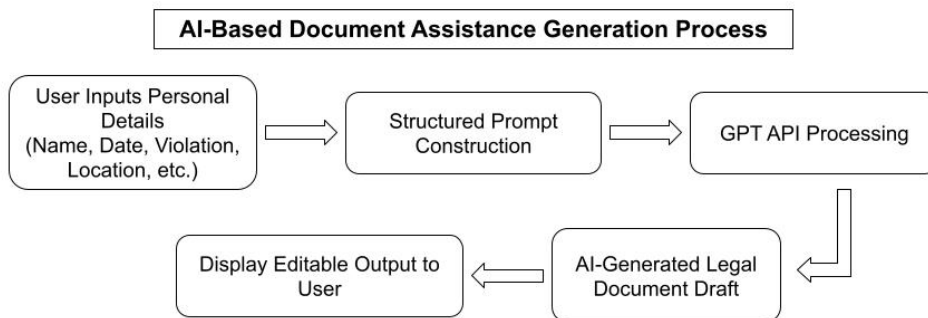 AI-Based Document Assistance Generation Process
User Inputs Personal
Details
(Name, Date, Violation,
Location, etc.)
Structured Prompt
Construction
GPT API Processing
AI-Generated Legal
Document Draft
Display Editable Output to
User